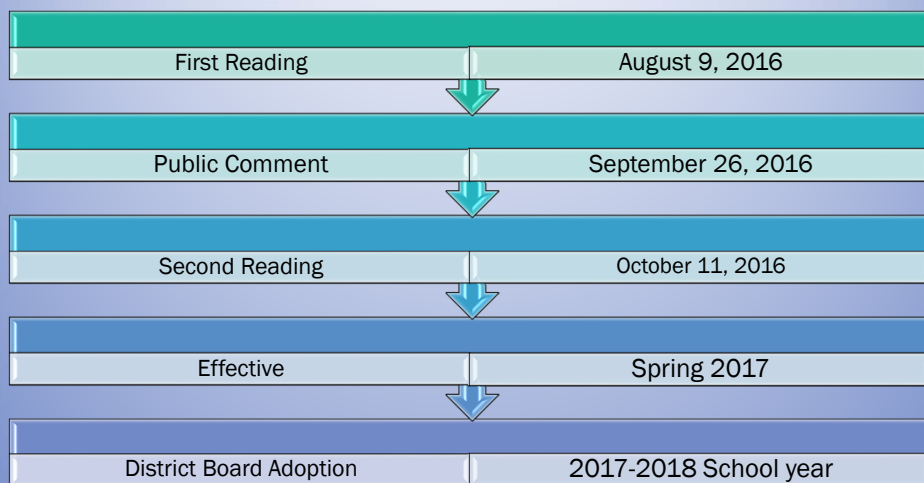 First Reading August 9, 2016
Public Comment September 26, 2016
Second Reading October 11, 2016
Effective Spring 2017
District Board Adoption 2017-2018 School year